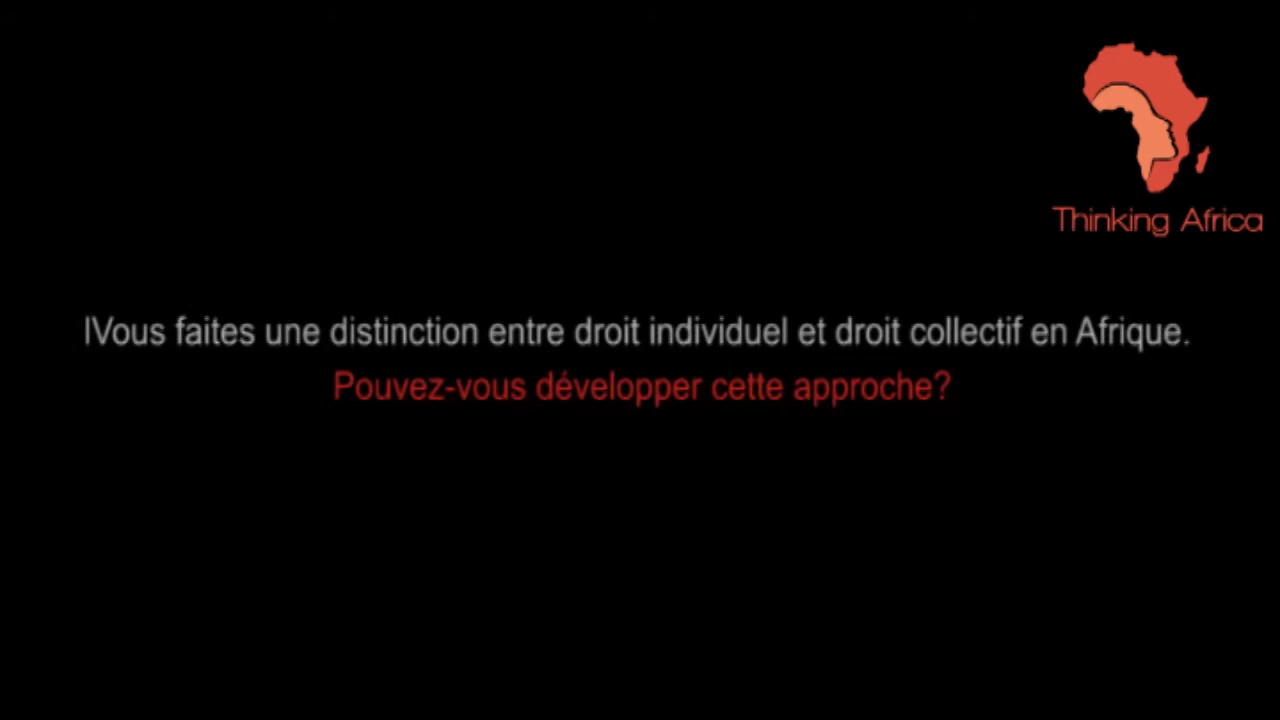 Thinking Africa
lVous faites une distinction entre droit individuel et droit collectif en Afrique.
Pouvez-vous développer cette approche?